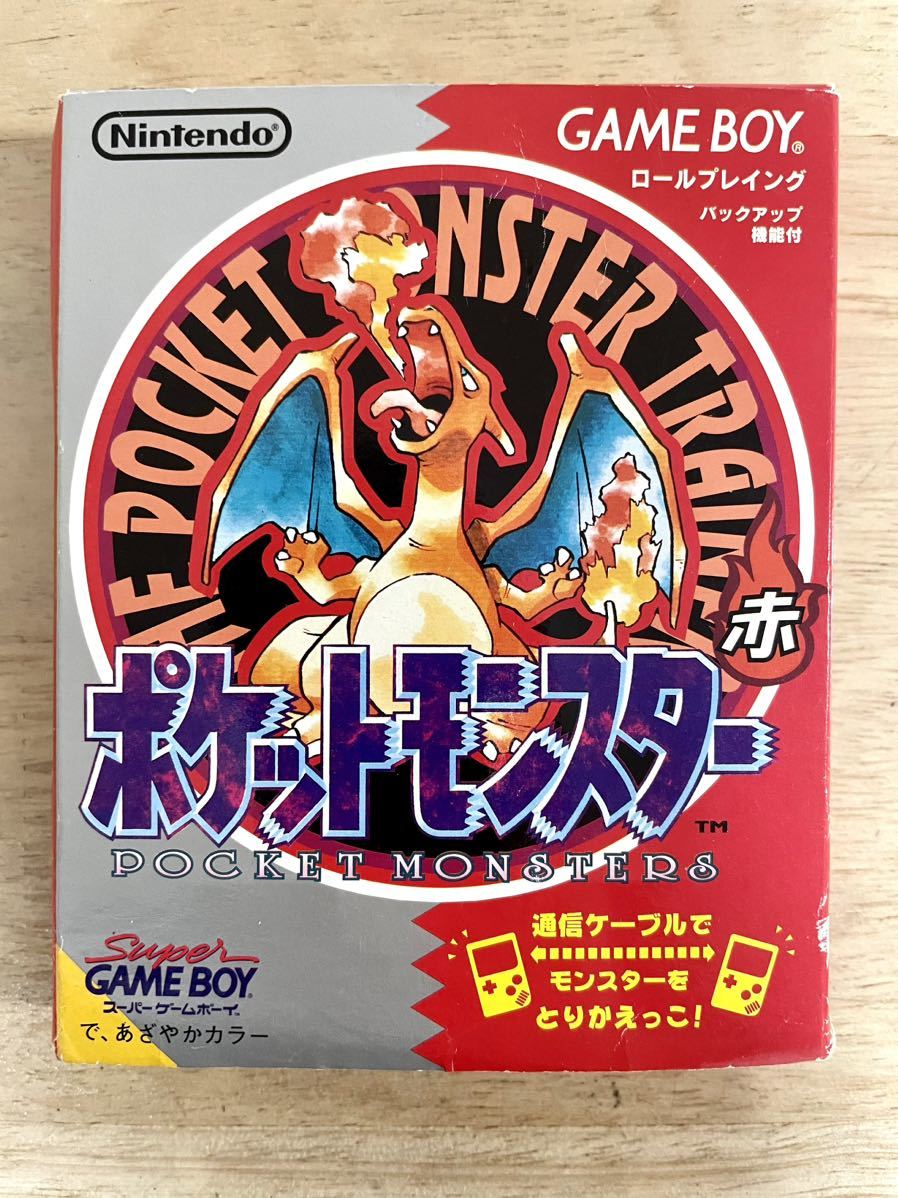 Nintendo®
GAME BOY®
ロールプレイング
バックアップ
機能付
POCKET MONSTER TRAI
赤
ポケットモンスター
TM
POCKET MONSTERS
通信ケーブルで
モンスターを
とりかえっこ!
Super
GAME BOY®
スーパーゲームボーイ™
で、あざやかカラー